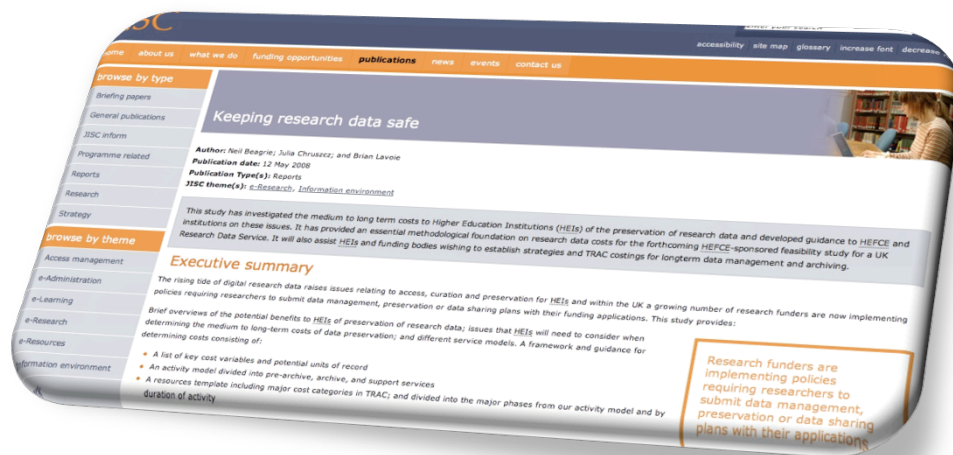 accessibility site map glossary increase font decrease
home about us what we do funding opportunities publications news events contact us
browse by type
Briefing papers
General publications
JISC inform
Programme related
Reports
Research
Strategy
browse by theme
Access management
e-Administration
e-Learning
e-Research
e-Resources
Information environment
Keeping research data safe
Author: Neil Beagrie; Julia Chruszcz; and Brian Lavoie
Publication date: 12 May 2008
Publication Type(s): Reports
JISC theme(s): e-Research, Information environment
This study has investigated the medium to long term costs to Higher Education Institutions (HEIs) of the preservation of research data and developed guidance to HEFCE and
institutions on these issues. It has provided an essential methodological foundation on research data costs for the forthcoming HEFCE-sponsored feasibility study for a UK
Research Data Service. It will also assist HEIs and funding bodies wishing to establish strategies and TRAC costings for longterm data management and archiving.
Executive summary
The rising tide of digital research data raises issues relating to access, curation and preservation for HEIs and within the UK a growing number of research funders are now implementing
policies requiring researchers to submit data management, preservation or data sharing plans with their funding applications. This study provides:
Brief overviews of the potential benefits to HEIs of preservation of research data; issues that HEIs will need to consider when
determining the medium to long-term costs of data preservation; and different service models. A framework and guidance for
determining costs consisting of:
• A list of key cost variables and potential units of record
• An activity model divided into pre-archive, archive, and support services
• A resources template including major cost categories in TRAC; and divided into the major phases from our activity model and by
duration of activity
Research funders are
implementing policies
requiring researchers to
submit data management,
preservation or data sharing
plans with their applications